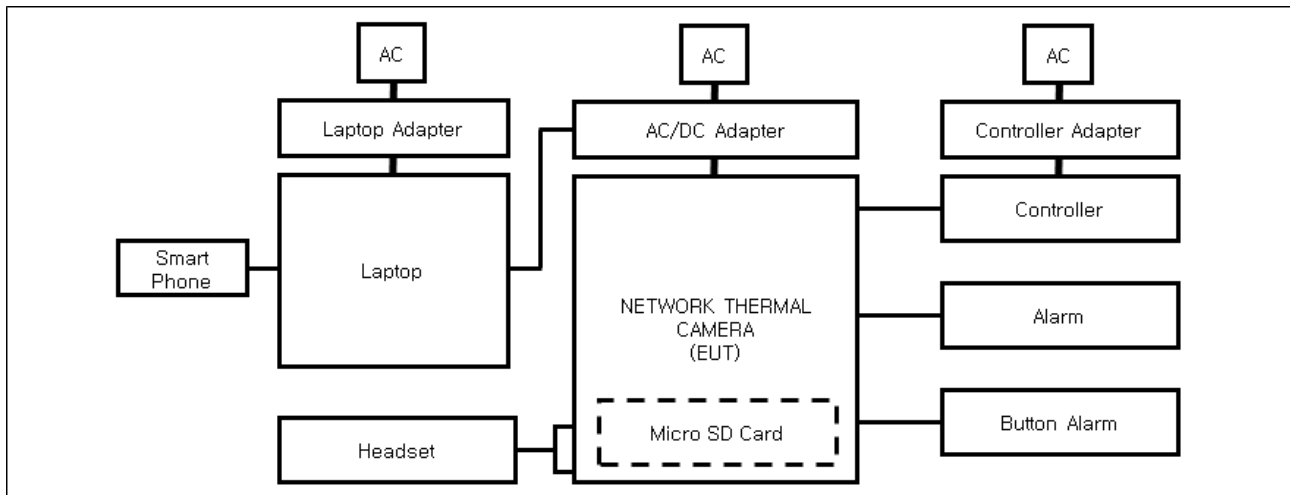 AC
AC
AC
Laptop Adapter
AC/DC Adapter
Controller Adapter
Controller
Smart
Phone
Laptop
NETWORK THERMAL
CAMERA
(EUT)
Alarm
Micro SD Card
Button Alarm
Headset